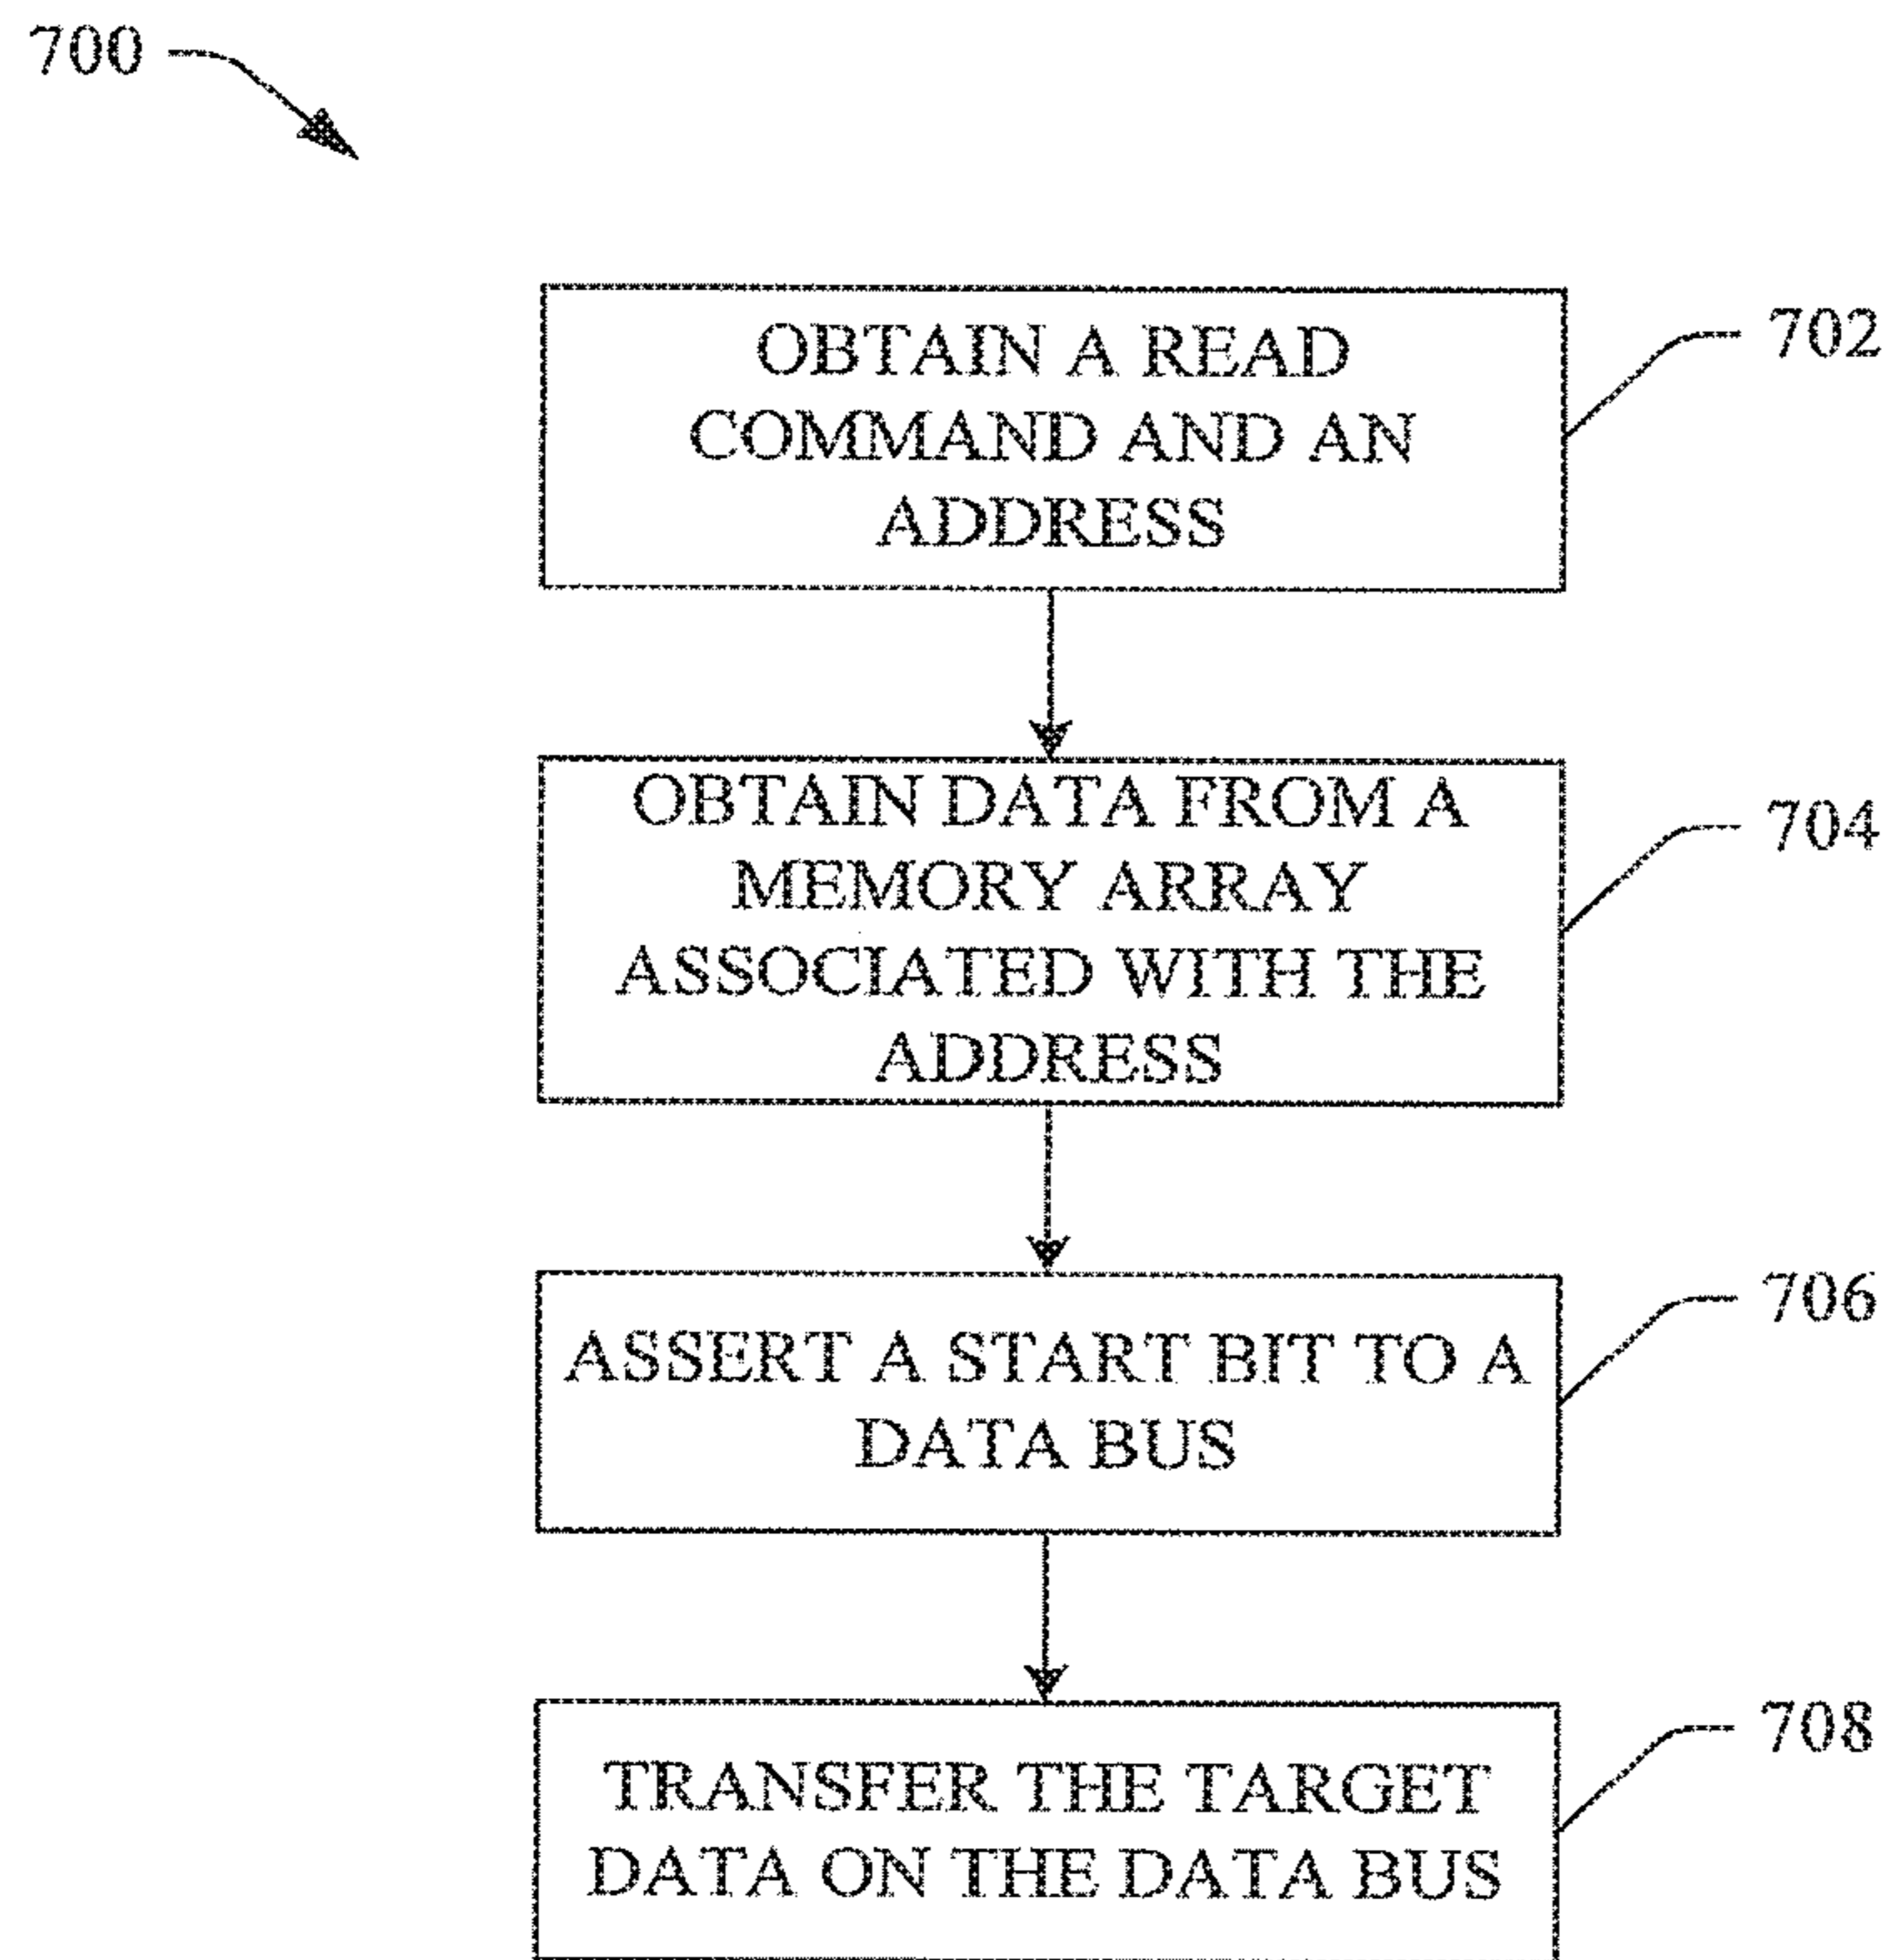 700
OBTAIN A READ
COMMAND AND AN
ADDRESS
702
OBTAIN DATA FROM A
MEMORY ARRAY
ASSOCIATED WITH THE
ADDRESS
704
ASSERT A START BIT TO A
DATA BUS
706
TRANSFER THE TARGET
DATA ON THE DATA BUS
708